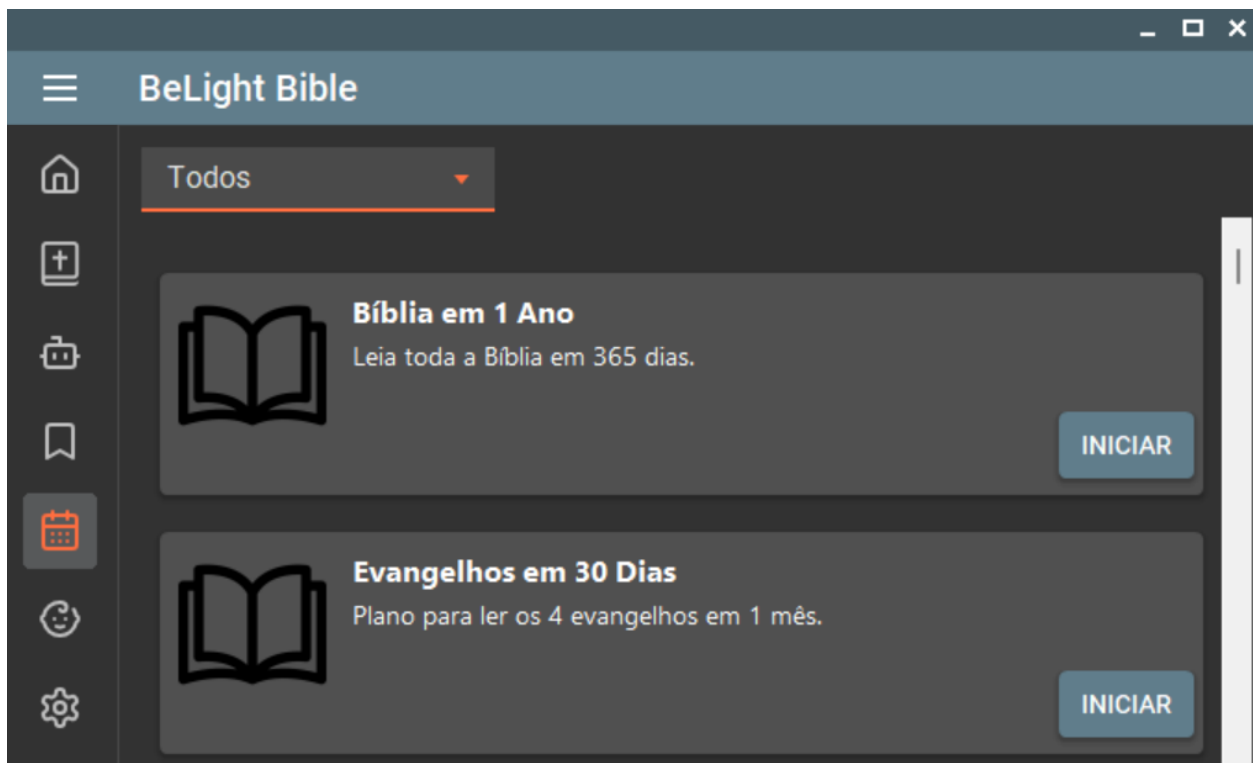 BeLight Bible
Todos
Bíblia em 1 Ano
Leia toda a Bíblia em 365 dias.
INICIAR
Evangelhos em 30 Dias
Plano para ler os 4 evangelhos em 1 mês.
INICIAR